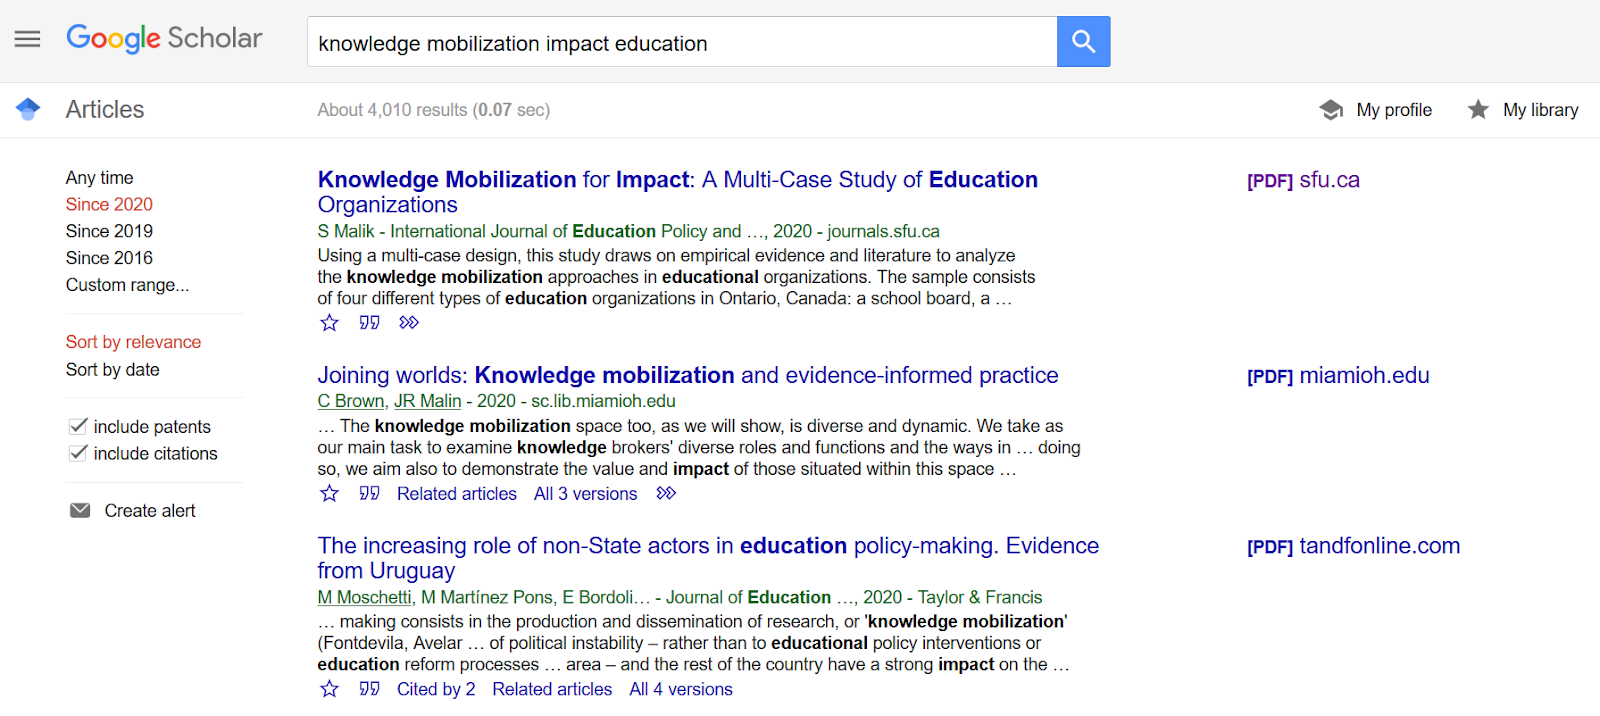 Google Scholar
knowledge mobilization impact education
Articles
About 4,010 results (0.07 sec)
My profile
My library
Any time
Since 2020
Since 2019
Since 2016
Custom range...
Sort by relevance
Sort by date
include patents
include citations
Create alert
Knowledge Mobilization for Impact: A Multi-Case Study of Education
Organizations
[PDF] sfu.ca
S Malik - International Journal of Education Policy and …, 2020 - journals.sfu.ca
Using a multi-case design, this study draws on empirical evidence and literature to analyze
the knowledge mobilization approaches in educational organizations. The sample consists
of four different types of education organizations in Ontario, Canada: a school board, a …
Joining worlds: Knowledge mobilization and evidence-informed practice
[PDF] miamioh.edu
C Brown, JR Malin - 2020 - sc.lib.miamioh.edu
… The knowledge mobilization space too, as we will show, is diverse and dynamic. We take as
our main task to examine knowledge brokers' diverse roles and functions and the ways in … doing
so, we aim also to demonstrate the value and impact of those situated within this space …
Related articles All 3 versions
The increasing role of non-State actors in education policy-making. Evidence
from Uruguay
[PDF] tandfonline.com
M Moschetti, M Martínez Pons, E Bordoli… - Journal of Education …, 2020 - Taylor & Francis
… making consists in the production and dissemination of research, or 'knowledge mobilization'
(Fontdevila, Avelar … of political instability – rather than to educational policy interventions or
education reform processes … area – and the rest of the country have a strong impact on the …
Cited by 2 Related articles All 4 versions